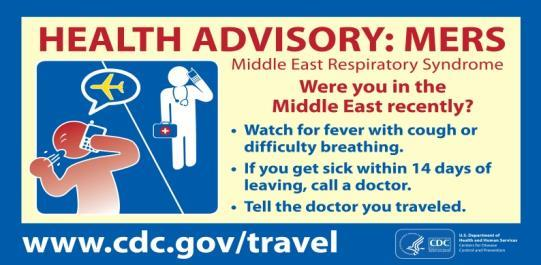 HEALTH ADVISORY: MERS
Middle East Respiratory Syndrome
Were you in the
Middle East recently?
• Watch for fever with cough or
difficulty breathing.
• If you get sick within 14 days of
leaving, call a doctor.
• Tell the doctor you traveled.
www.cdc.gov/travel
CDC
U.S. Department of
Health and Human Services
Centers for Disease
Control and Prevention